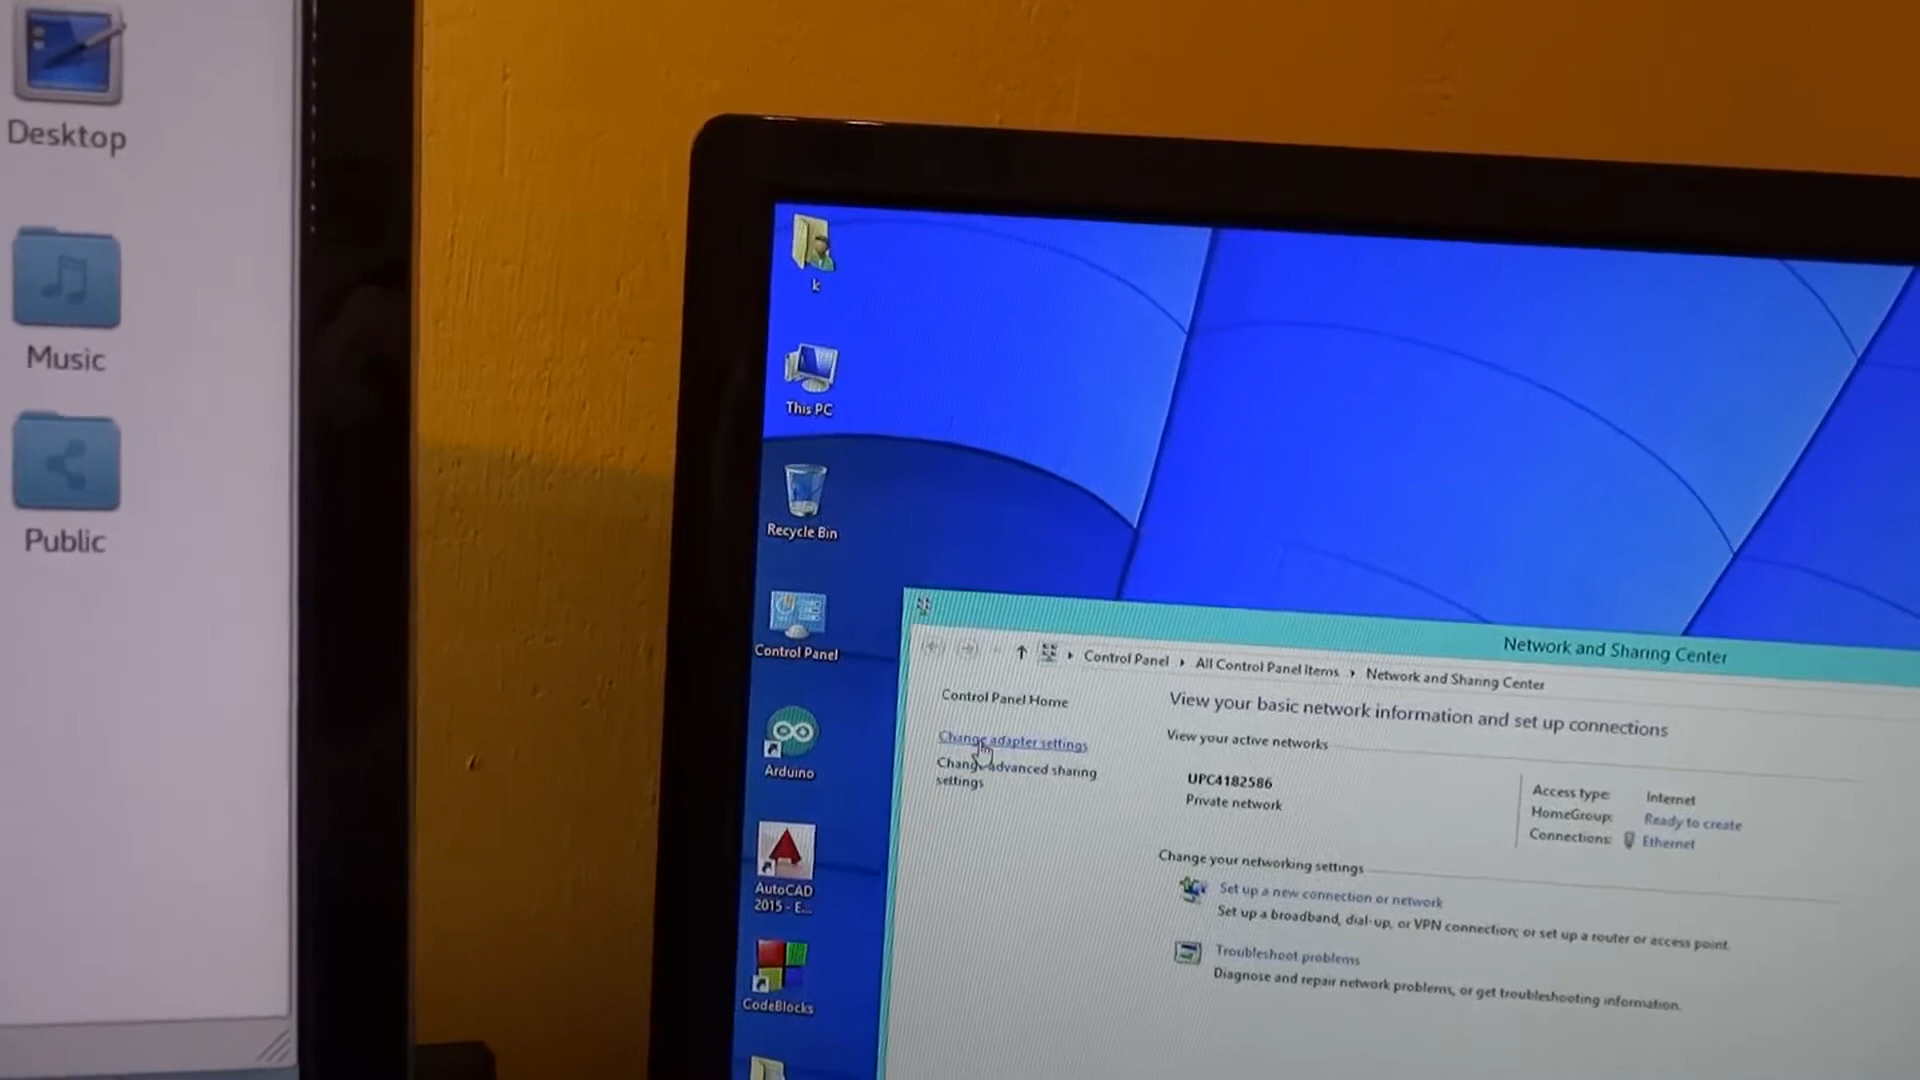 Desktop
Music
Public
k
This PC
Recycle Bin
Control Panel
Arduino
AutoCAD
2015 - E...
CodeBlocks
Network and Sharing Center
Control Panel › All Control Panel Items › Network and Sharing Center
Control Panel Home
Change adapter settings
Change advanced sharing
settings
View your basic network information and set up connections
View your active networks
UPC4182586
Private network
Access type: Internet
HomeGroup: Ready to create
Connections: Ethernet
Change your networking settings
Set up a new connection or network
Set up a broadband, dial-up, or VPN connection; or set up a router or access point.
Troubleshoot problems
Diagnose and repair network problems, or get troubleshooting information.